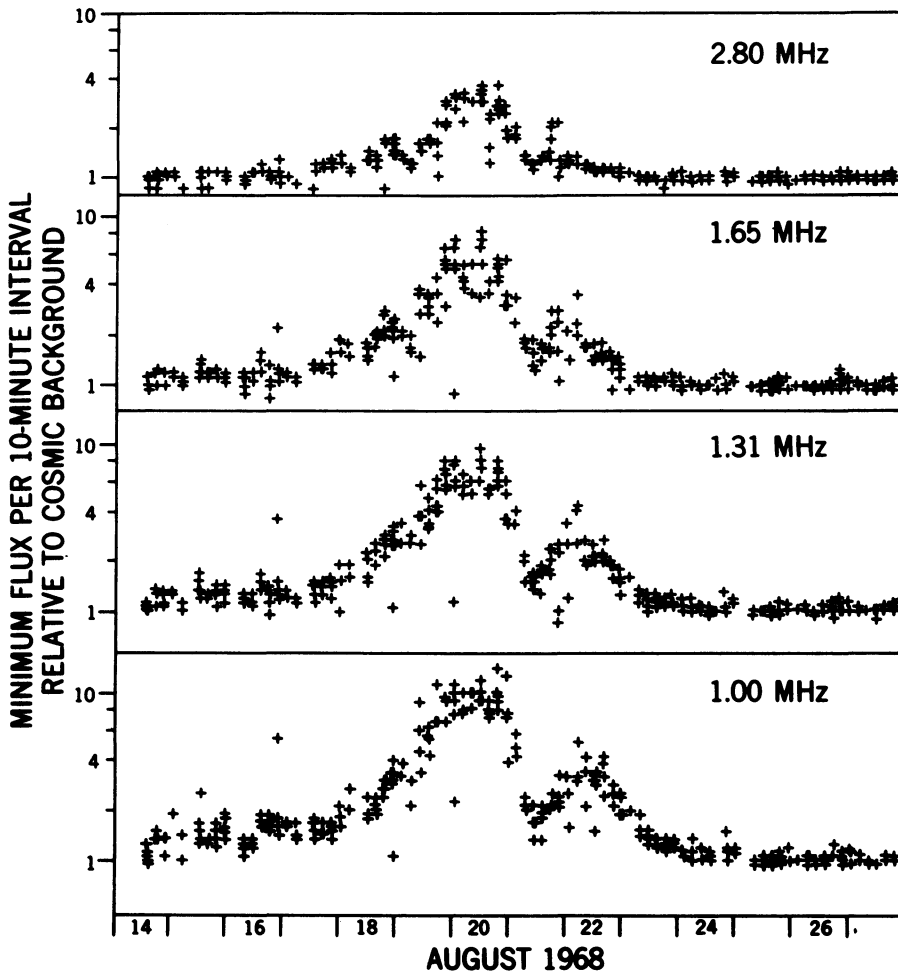 MINIMUM FLUX PER 10-MINUTE INTERVAL
RELATIVE TO COSMIC BACKGROUND
10
4
1
2.80 MHz
10
4
1
1.65 MHz
10
4
1
1.31 MHz
10
4
1
1.00 MHz
14 16 18 20 22 24 26
AUGUST 1968